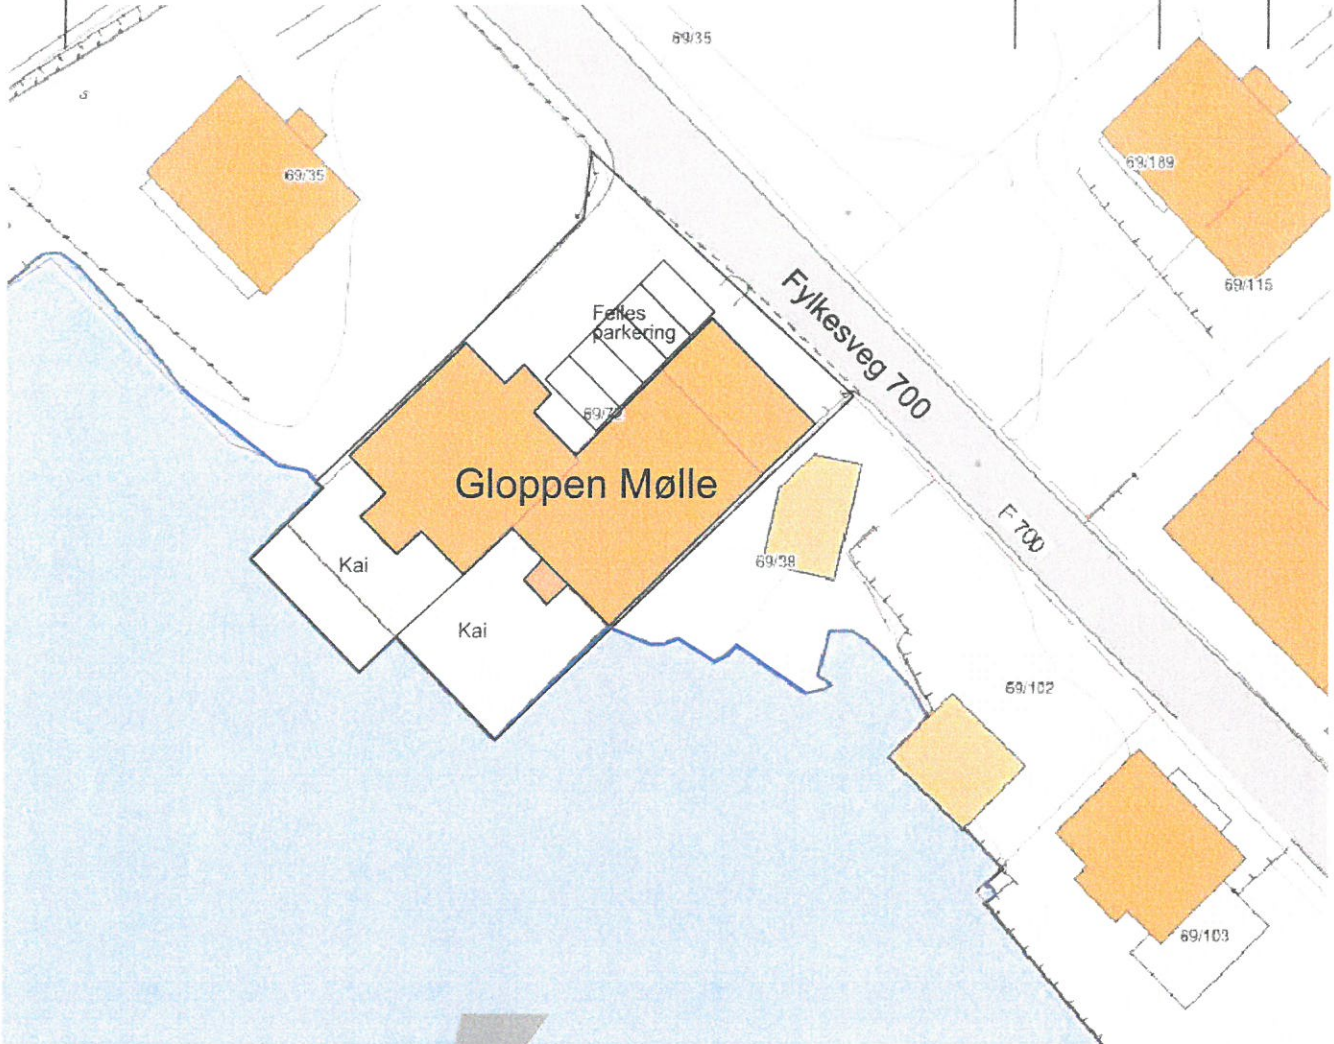 69/35
69/35
69/189
69/115
Fylkesveg 700
Felles
parkering
Gloppen Mølle
F 700
69/38
Kai
Kai
69/102
69/103